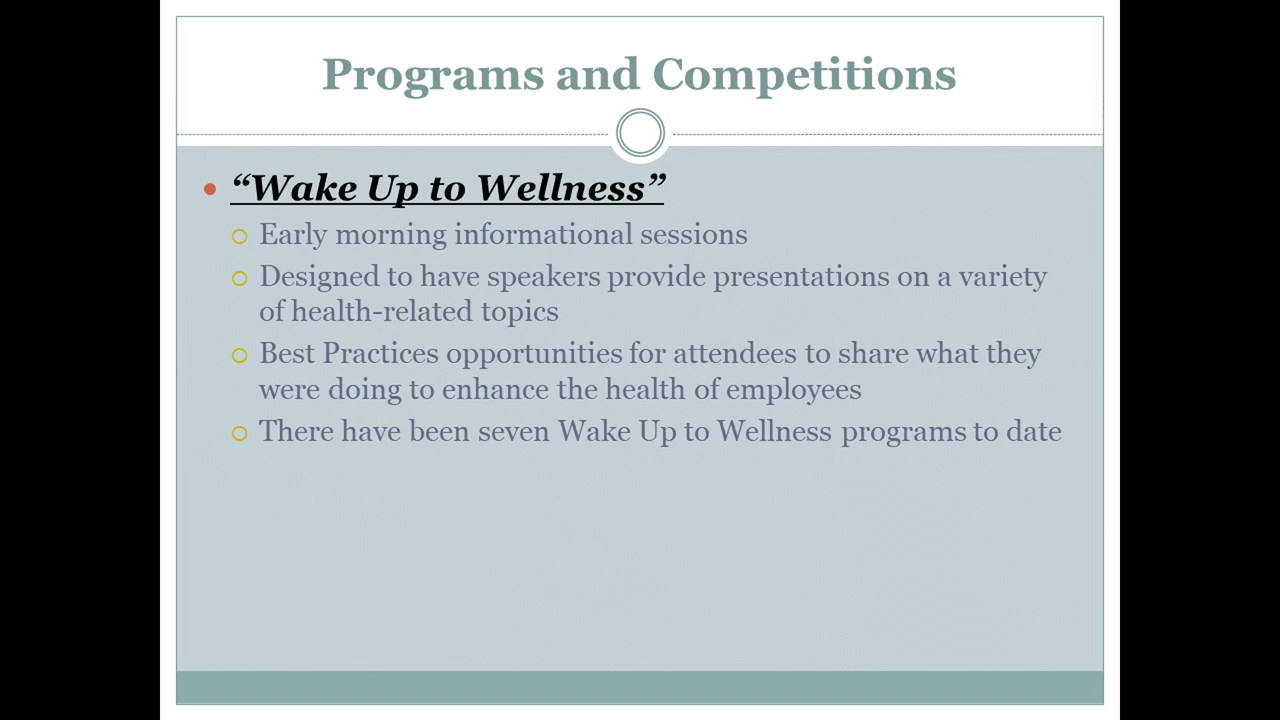 Programs and Competitions
“Wake Up to Wellness”
Early morning informational sessions
Designed to have speakers provide presentations on a variety
of health-related topics
Best Practices opportunities for attendees to share what they
were doing to enhance the health of employees
There have been seven Wake Up to Wellness programs to date